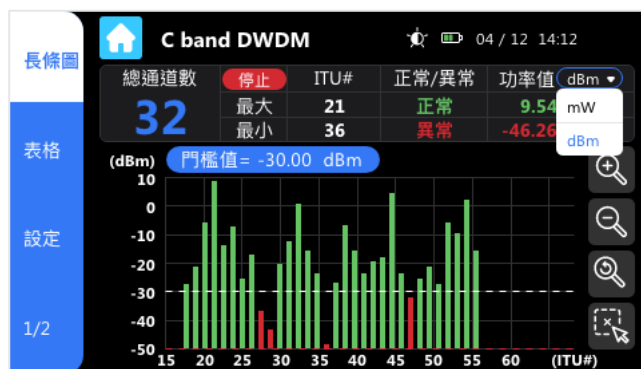 長條圖
表格
設定
1/2
C band DWDM
04 / 12 14:12
總通道數 停止 ITU# 正常/異常 功率值 dBm
32
最大 21 正常 9.54
最小 36 異常 -46.26
mW
dBm
(dBm) 門檻值= -30.00 dBm
10
0
-10
-20
-30
-40
-50
15 20 25 30 35 40 45 50 55 60 (ITU#)